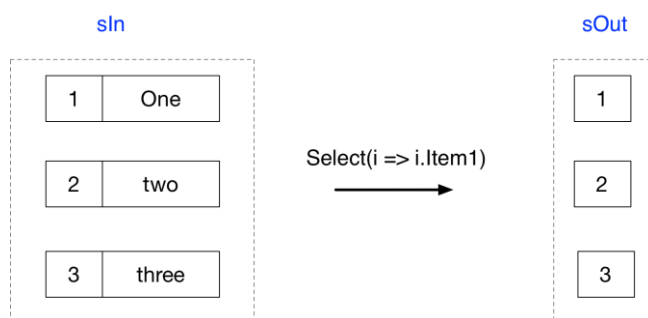 sIn sOut
1 One 1
Select(i => i.Item1)
2 two 2
3 three 3